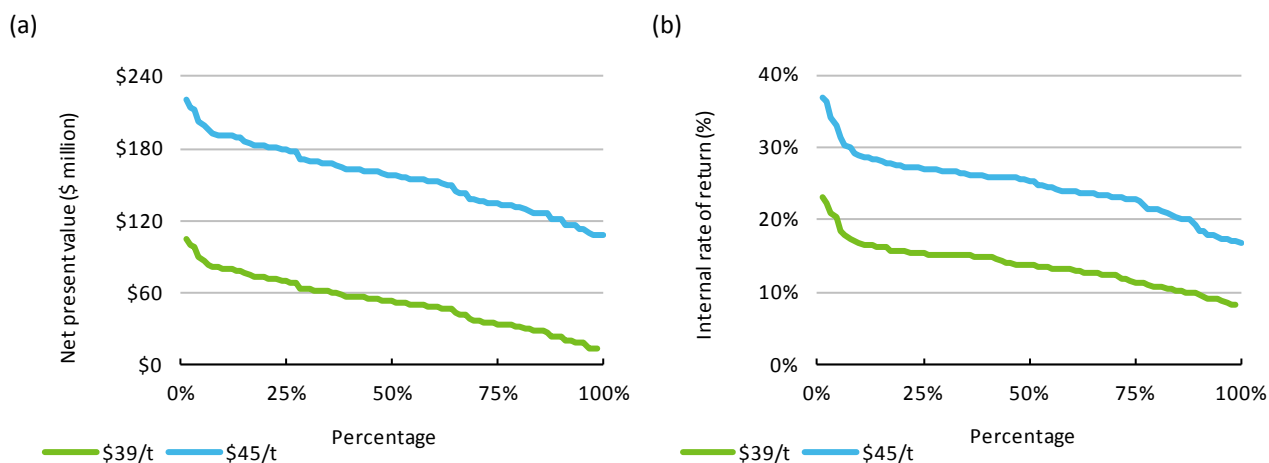 (a)
Net present value ($ million)
$240
$180
$120
$60
$0
0% 25% 50% 75% 100%
Percentage
$39/t $45/t
(b)
Internal rate of return (%)
40%
30%
20%
10%
0%
0% 25% 50% 75% 100%
Percentage
$39/t $45/t